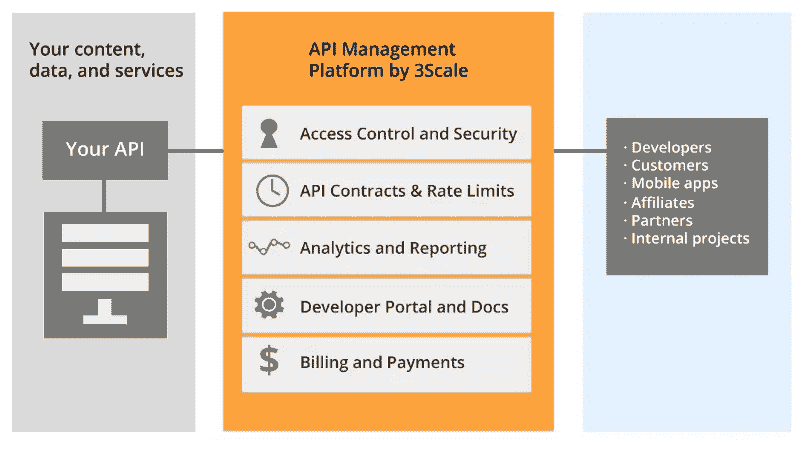 Your content,
data, and services
Your API
API Management
Platform by 3Scale
Access Control and Security
API Contracts & Rate Limits
Analytics and Reporting
Developer Portal and Docs
$ Billing and Payments
· Developers
· Customers
· Mobile apps
· Affiliates
· Partners
· Internal projects